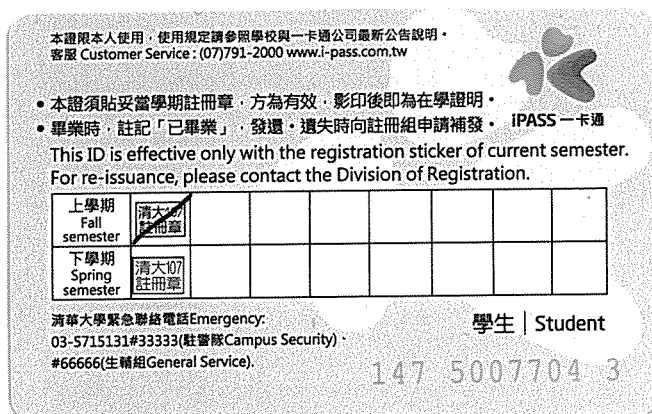 本證限本人使用,使用規定請參照學校與一卡通公司最新公告說明。
客服 Customer Service : (07)791-2000 www.i-pass.com.tw
• 本證須貼妥當學期註冊章,方為有效,影印後即為在學證明。
• 畢業時,註記「已畢業」,發還。遺失時向註冊組申請補發。
iPASS 一卡通
This ID is effective only with the registration sticker of current semester.
For re-issuance, please contact the Division of Registration.
上學期
Fall
semester
清大107
註冊章
下學期
Spring
semester
清大107
註冊章
清華大學緊急聯絡電話Emergency:
03-5715131#33333(駐警隊Campus Security)、
#66666(生輔組General Service).
學生 | Student
147 5007704 3